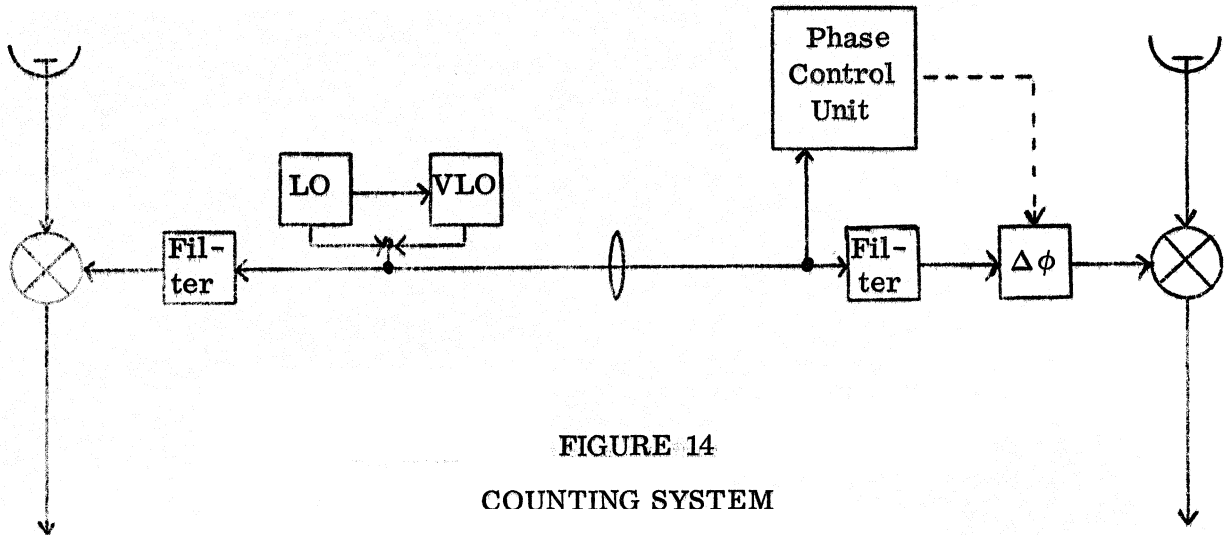 Phase
Control
Unit
LO
VLO
Fil-
ter
Fil-
ter
Δϕ
FIGURE 14
COUNTING SYSTEM